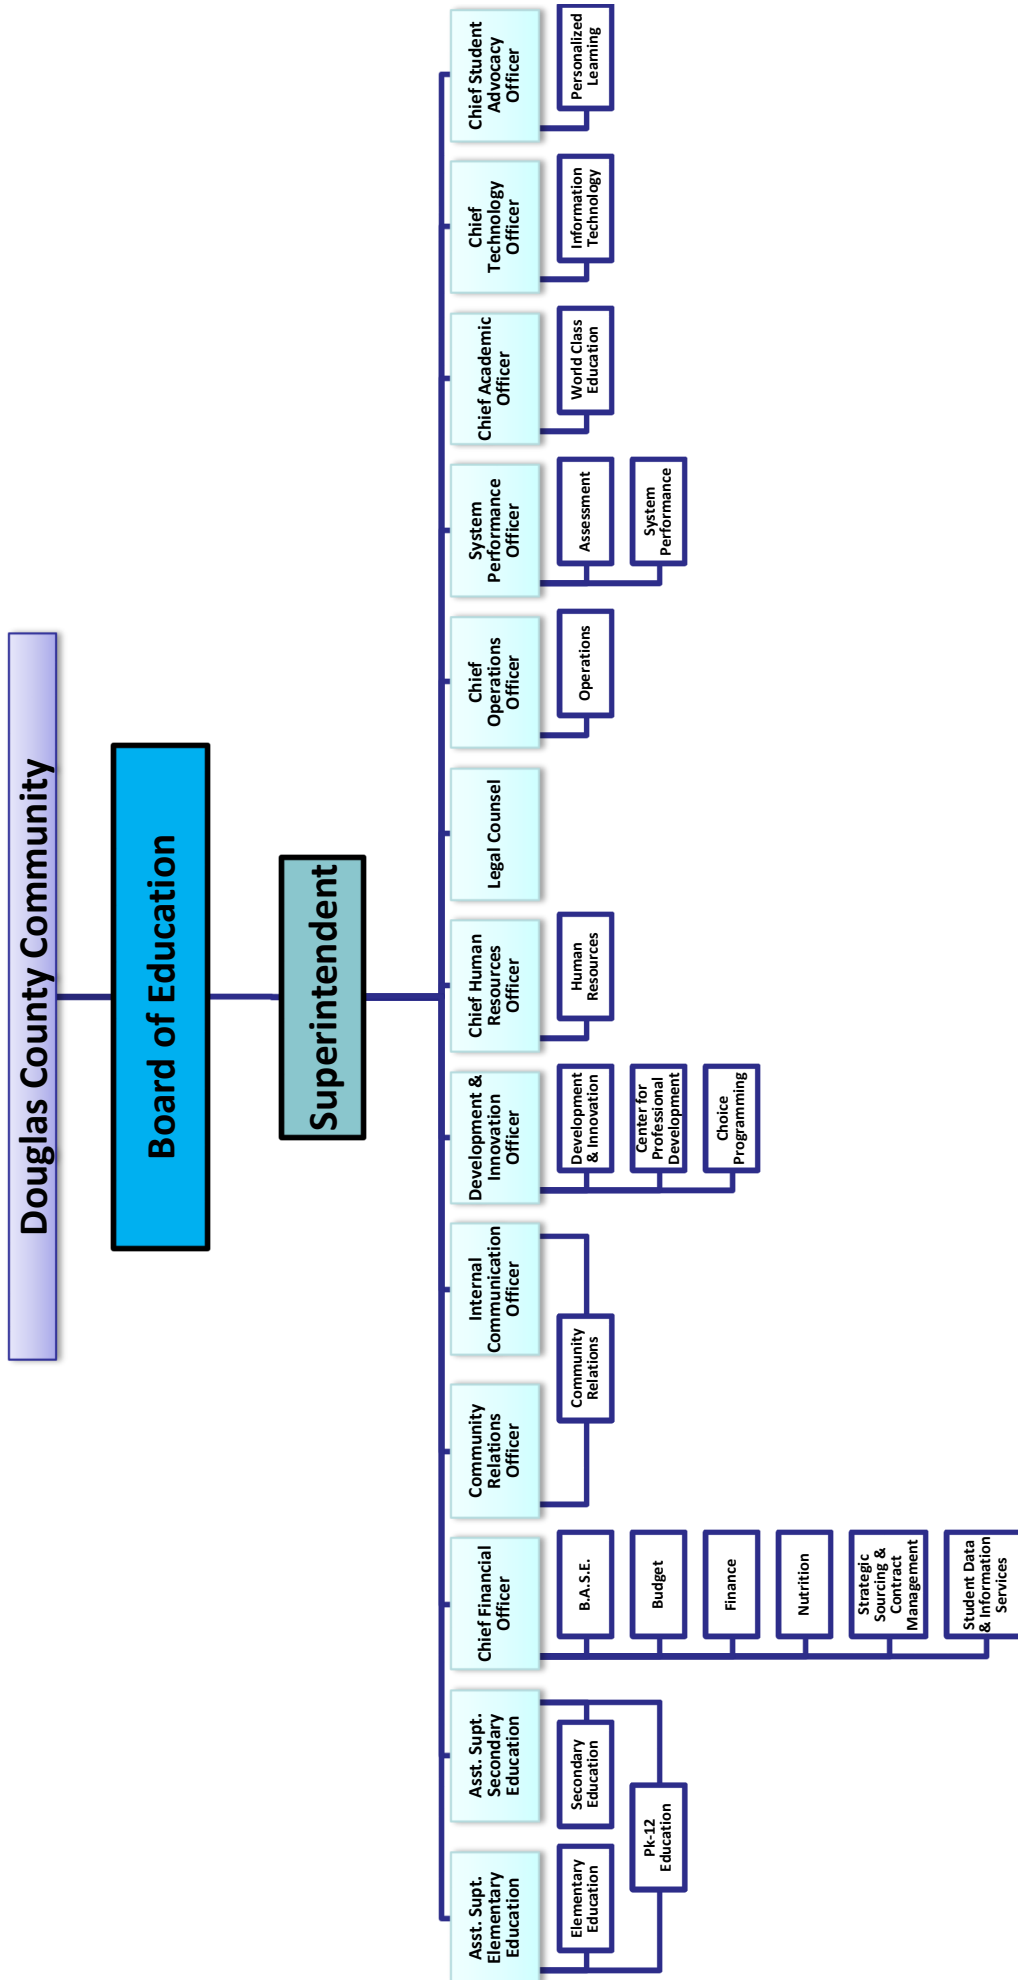 Douglas County Community
Board of Education
Superintendent
Asst. Supt.
Elementary
Education
Asst. Supt.
Secondary
Education
Chief Financial
Officer
Community
Relations
Officer
Internal
Communication
Officer
Development &
Innovation
Officer
Chief Human
Resources
Officer
Legal Counsel
Chief
Operations
Officer
System
Performance
Officer
Chief Academic
Officer
Chief
Technology
Officer
Chief Student
Advocacy
Officer
Elementary
Education
Secondary
Education
Pk-12
Education
B.A.S.E.
Budget
Finance
Nutrition
Strategic
Sourcing &
Contract
Management
Student Data
& Information
Services
Community
Relations
Development
& Innovation
Center for
Professional
Development
Choice
Programming
Human
Resources
Operations
Assessment
System
Performance
World Class
Education
Information
Technology
Personalized
Learning